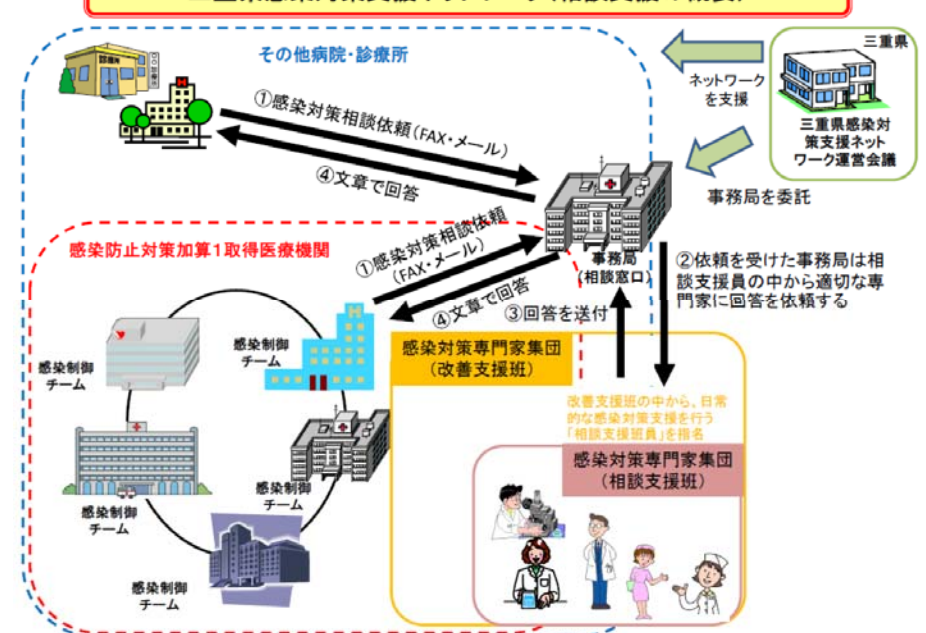 その他病院・診療所
診療所
三重県
ネットワーク
を支援
三重県感染対
策支援ネット
ワーク運営会議
①感染対策相談依頼(FAX・メール)
④文章で回答
事務局を委託
感染防止対策加算1取得医療機関
①感染対策相談依頼
(FAX・メール)
④文章で回答
事務局
(相談窓口)
②依頼を受けた事務局は相
談支援員の中から適切な専
門家に回答を依頼する
③回答を送付
感染制御
チーム
感染制御
チーム
感染対策専門家集団
(改善支援班)
改善支援班の中から、日常
的な感染対策支援を行う
「相談支援班員」を指名
感染対策専門家集団
(相談支援班)
感染制御
チーム
感染制御
チーム
感染制御
チーム